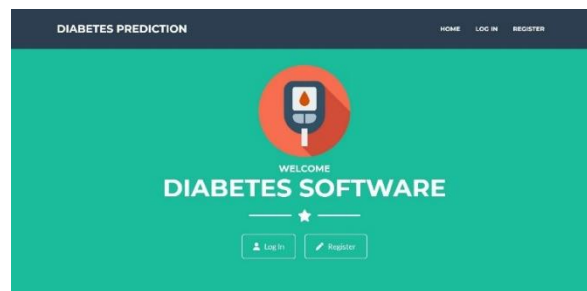 DIABETES PREDICTION
HOME LOG IN REGISTER
WELCOME
DIABETES SOFTWARE
Log In Register